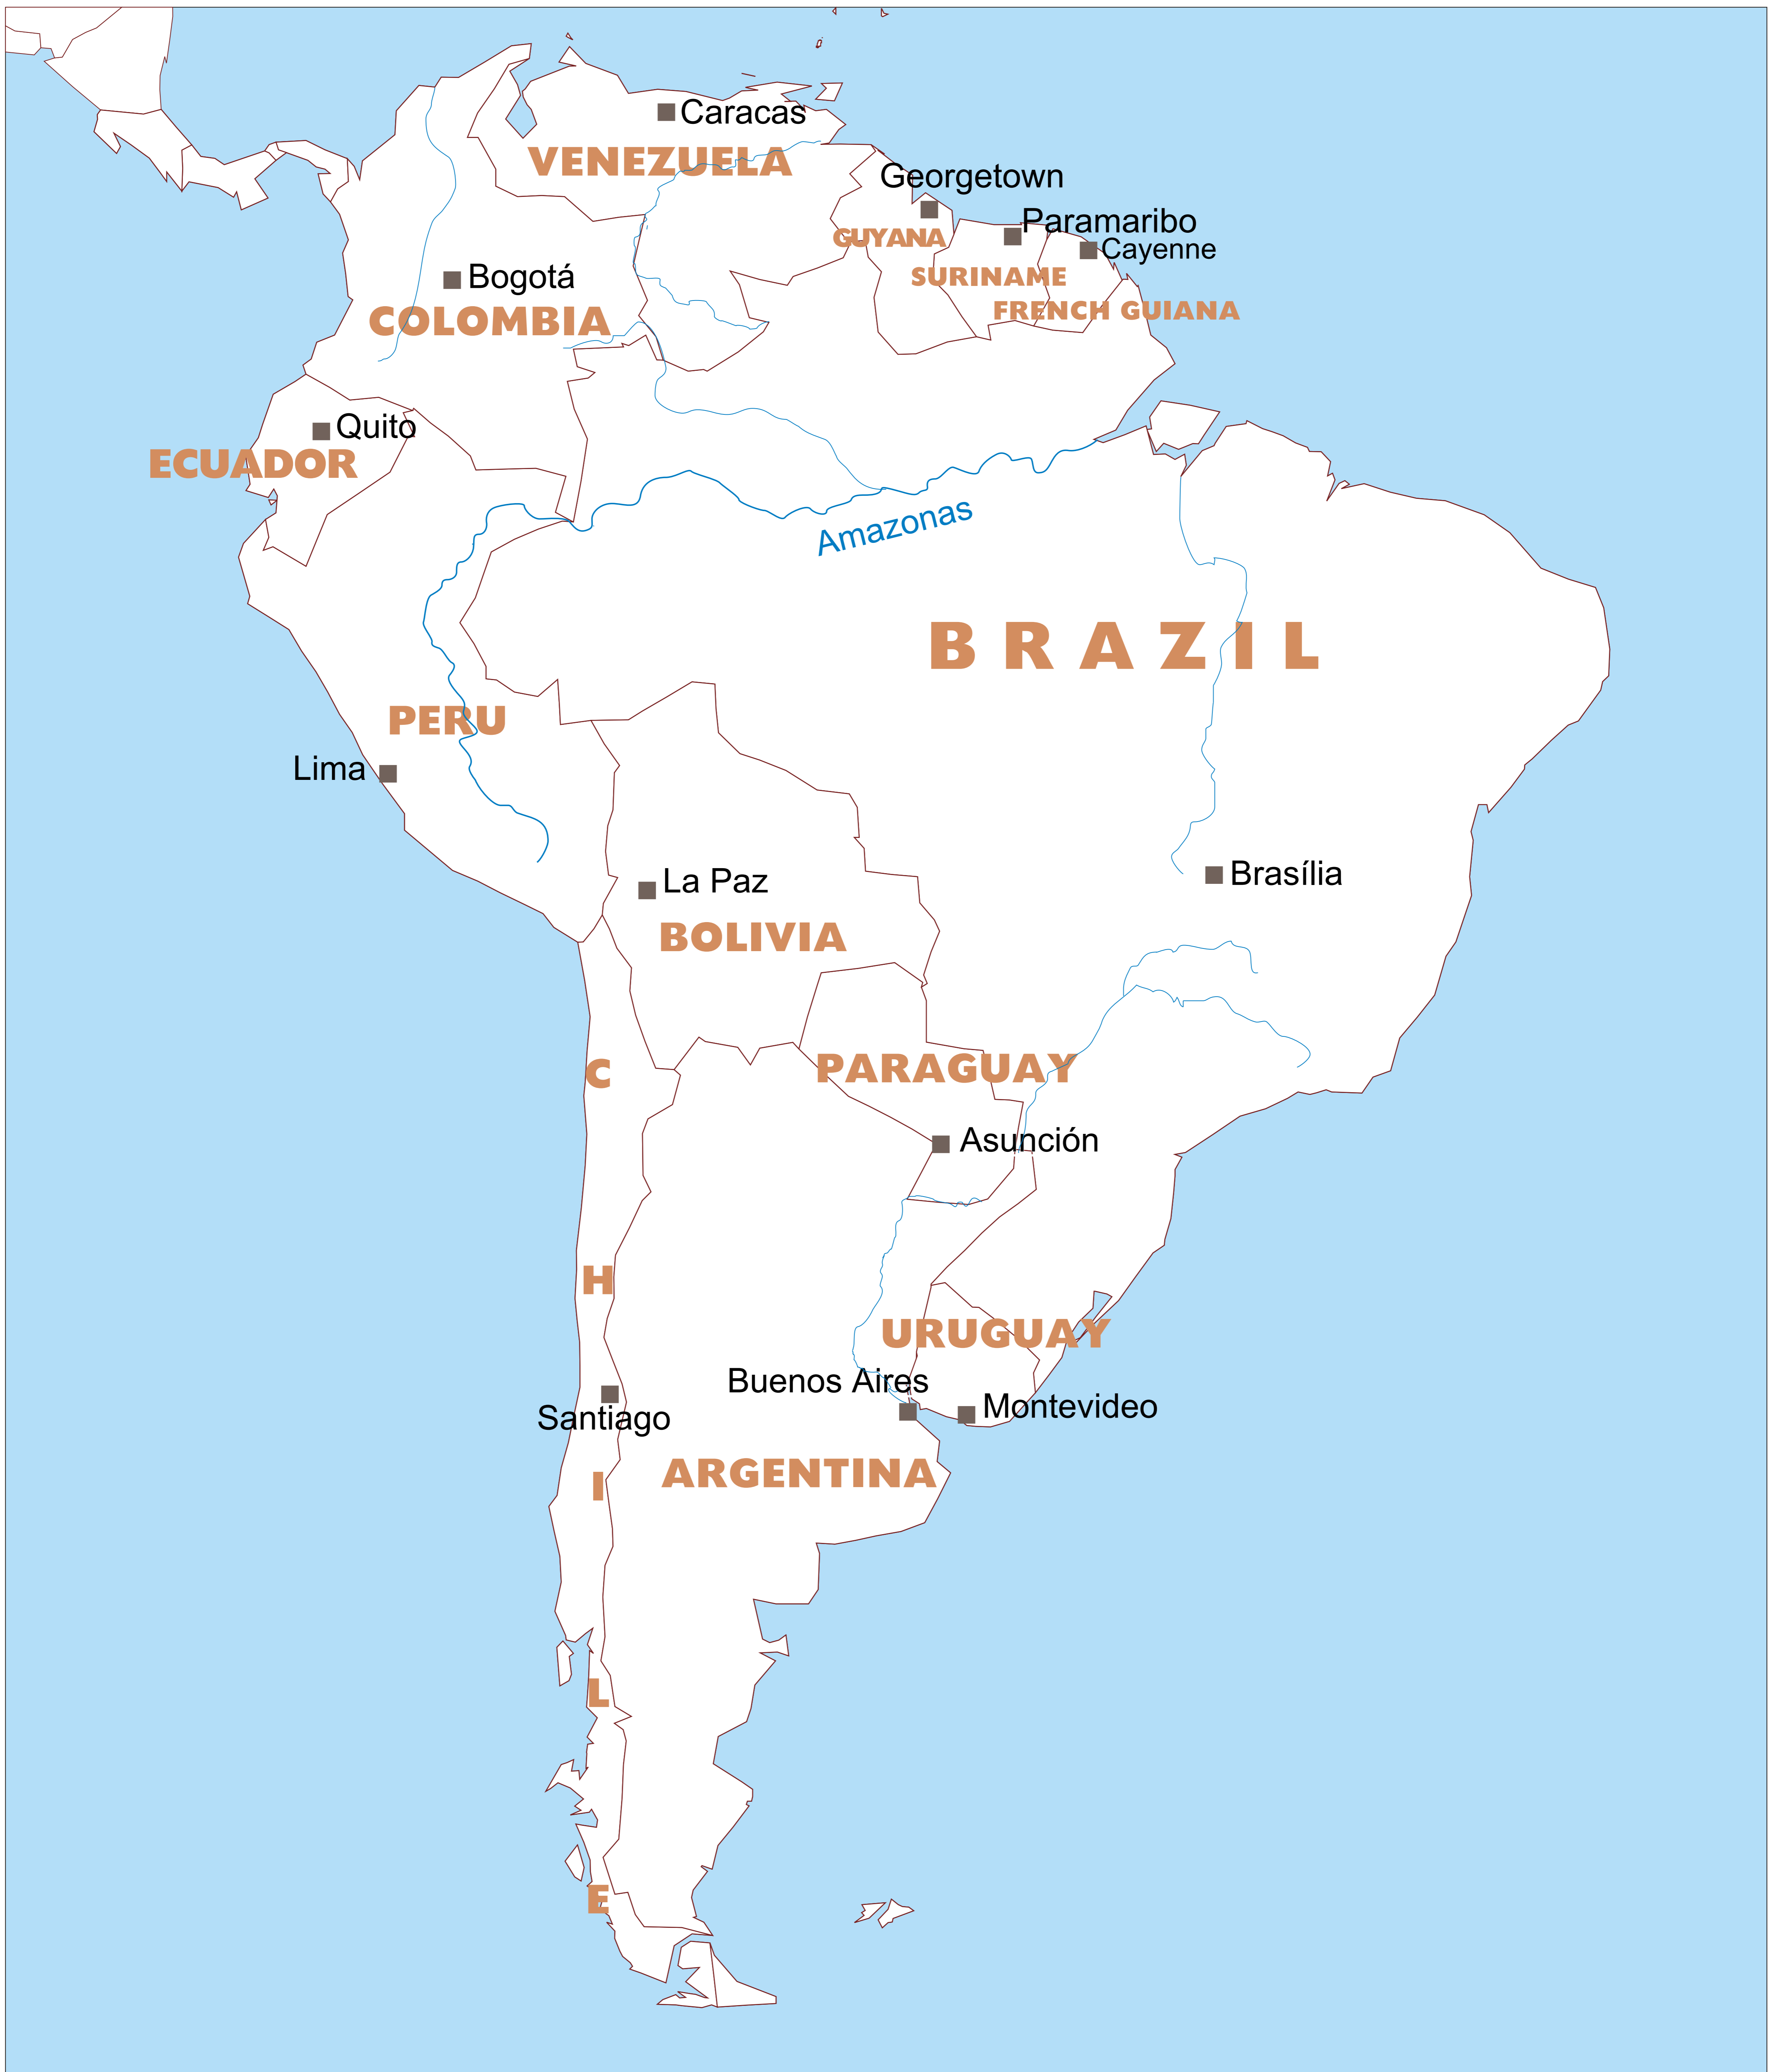 Caracas
VENEZUELA
Georgetown
Paramaribo
GUYANA
Cayenne
Bogotá
SURINAME
FRENCH GUIANA
COLOMBIA
Quito
ECUADOR
Amazonas
BRAZIL
PERU
Lima
Brasília
La Paz
BOLIVIA
PARAGUAY
CHILE
Asunción
URUGUAY
Buenos Aires
Montevideo
Santiago
ARGENTINA